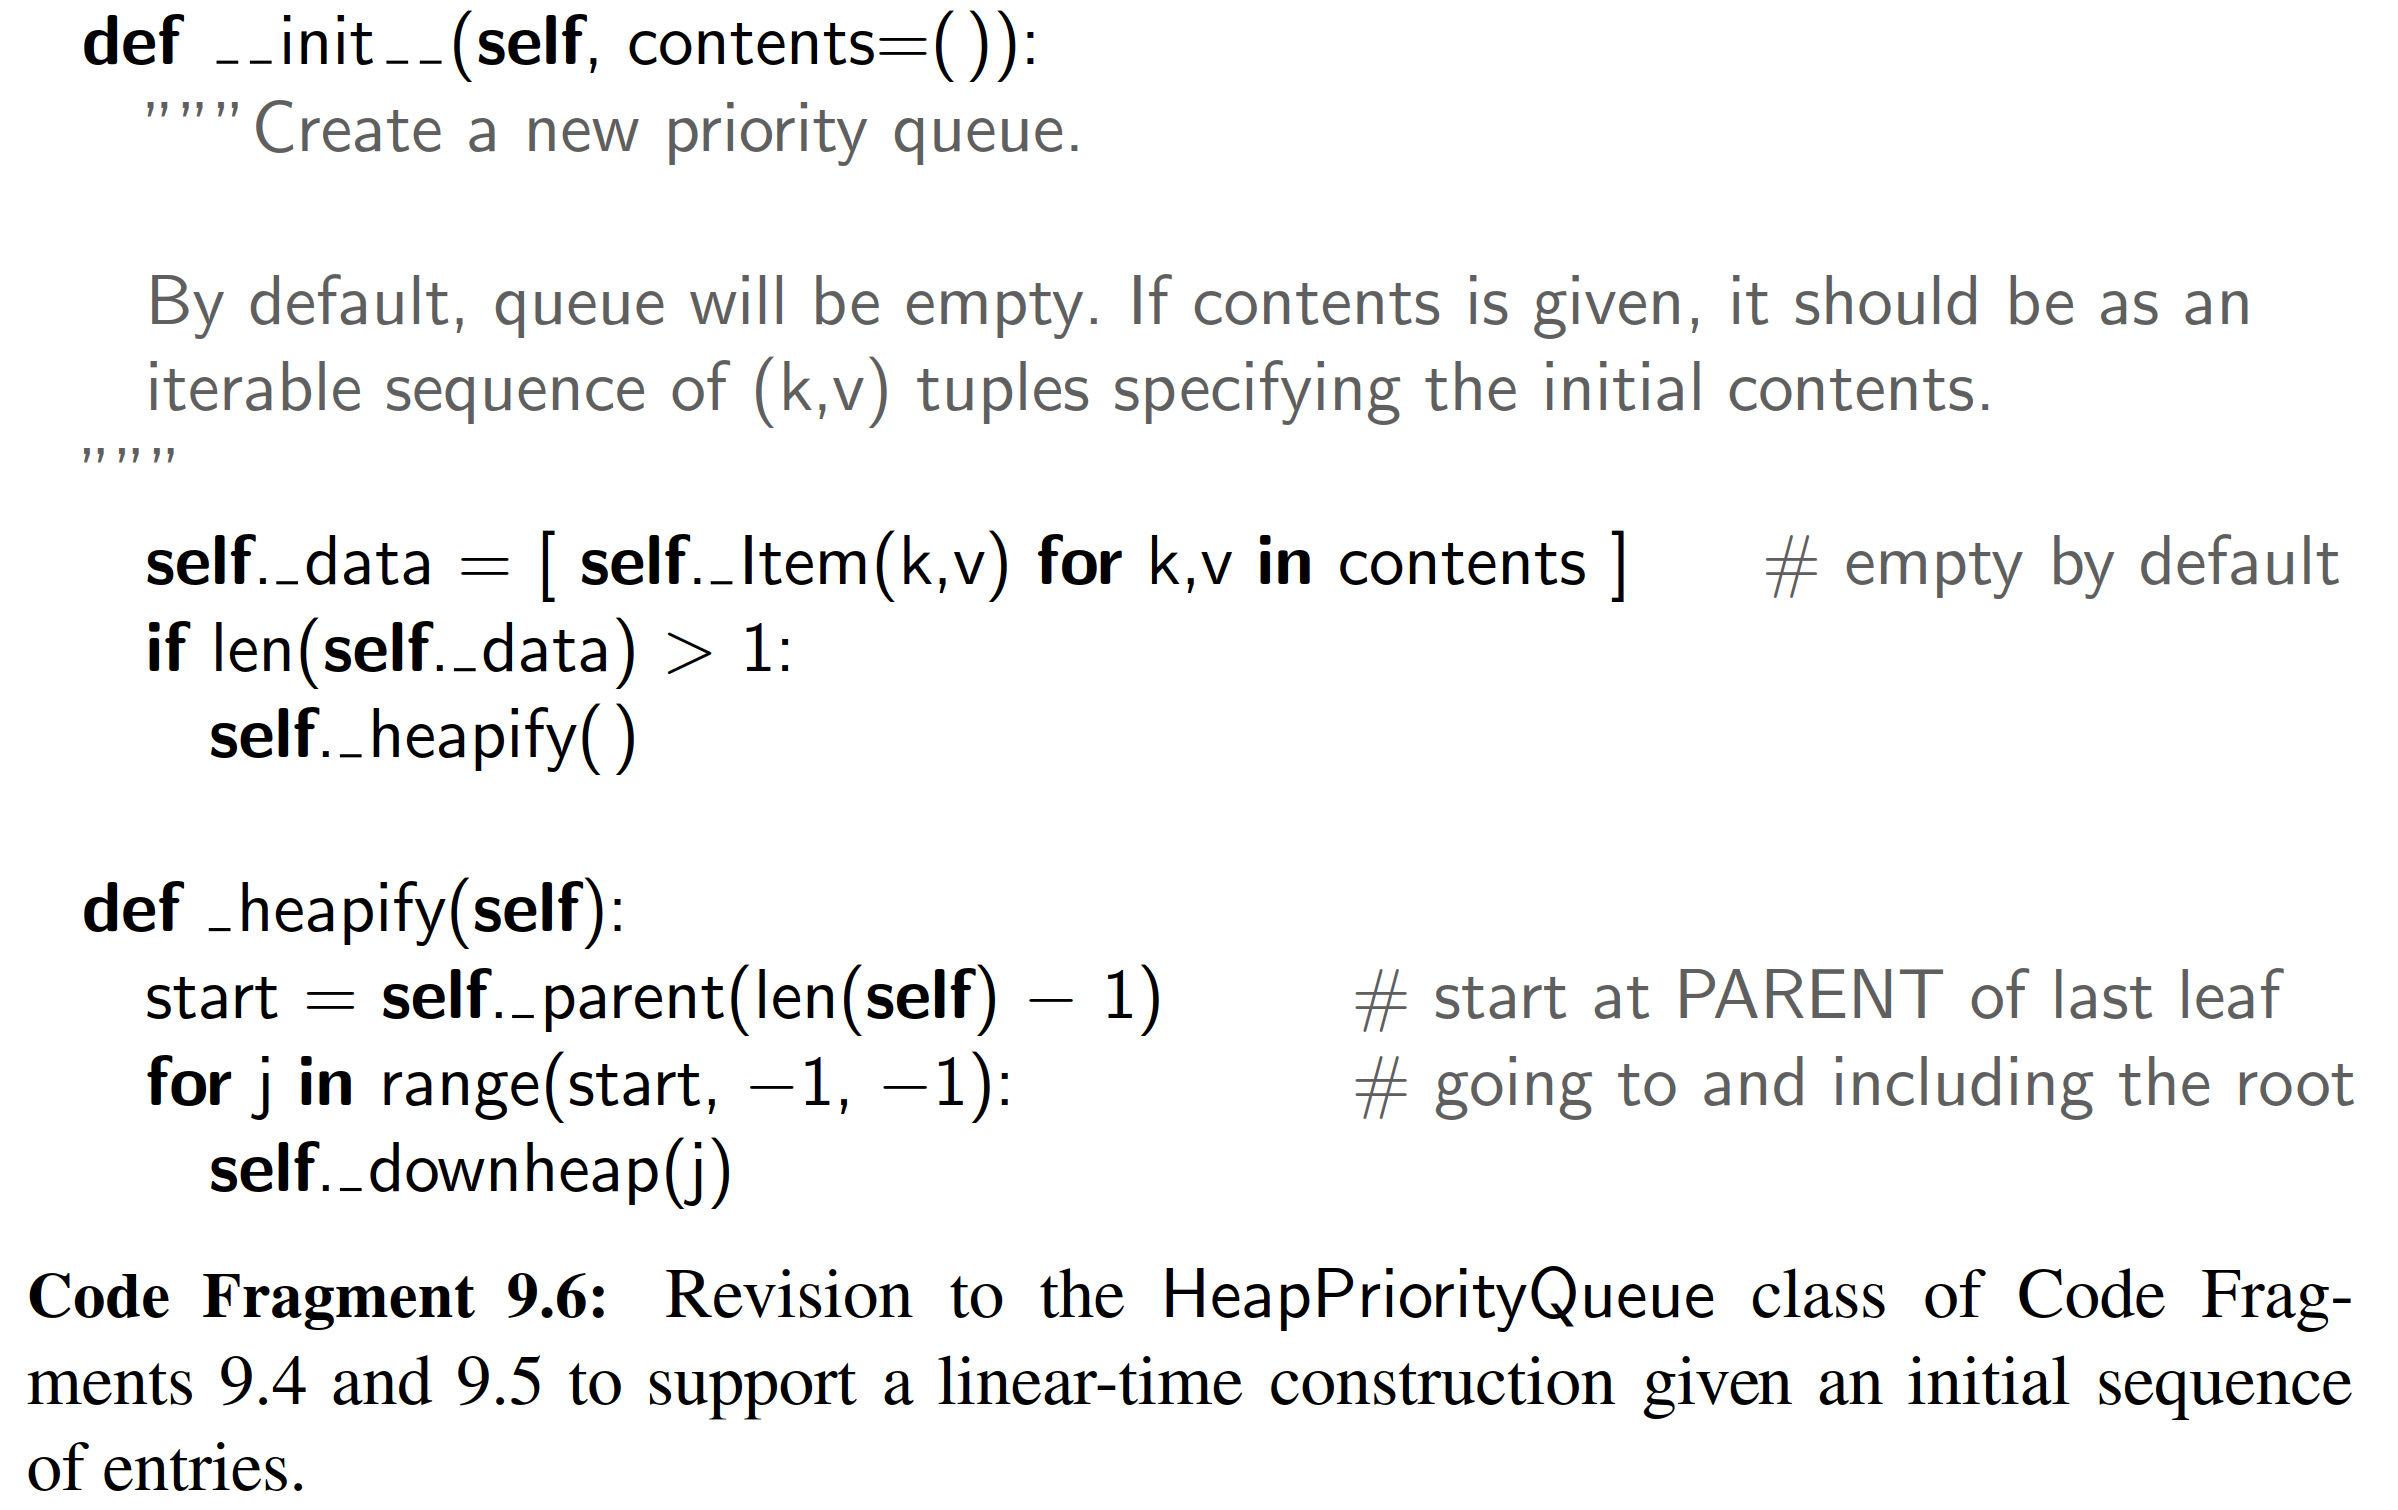 def __init__(self, contents=()):
"""Create a new priority queue.
By default, queue will be empty. If contents is given, it should be as an
iterable sequence of (k,v) tuples specifying the initial contents.
"""
self._data = [ self._Item(k,v) for k,v in contents ] # empty by default
if len(self._data) > 1:
self._heapify()
def _heapify(self):
start = self._parent(len(self) − 1) # start at PARENT of last leaf
for j in range(start, −1, −1): # going to and including the root
self._downheap(j)
Code Fragment 9.6: Revision to the HeapPriorityQueue class of Code Frag-
ments 9.4 and 9.5 to support a linear-time construction given an initial sequence
of entries.